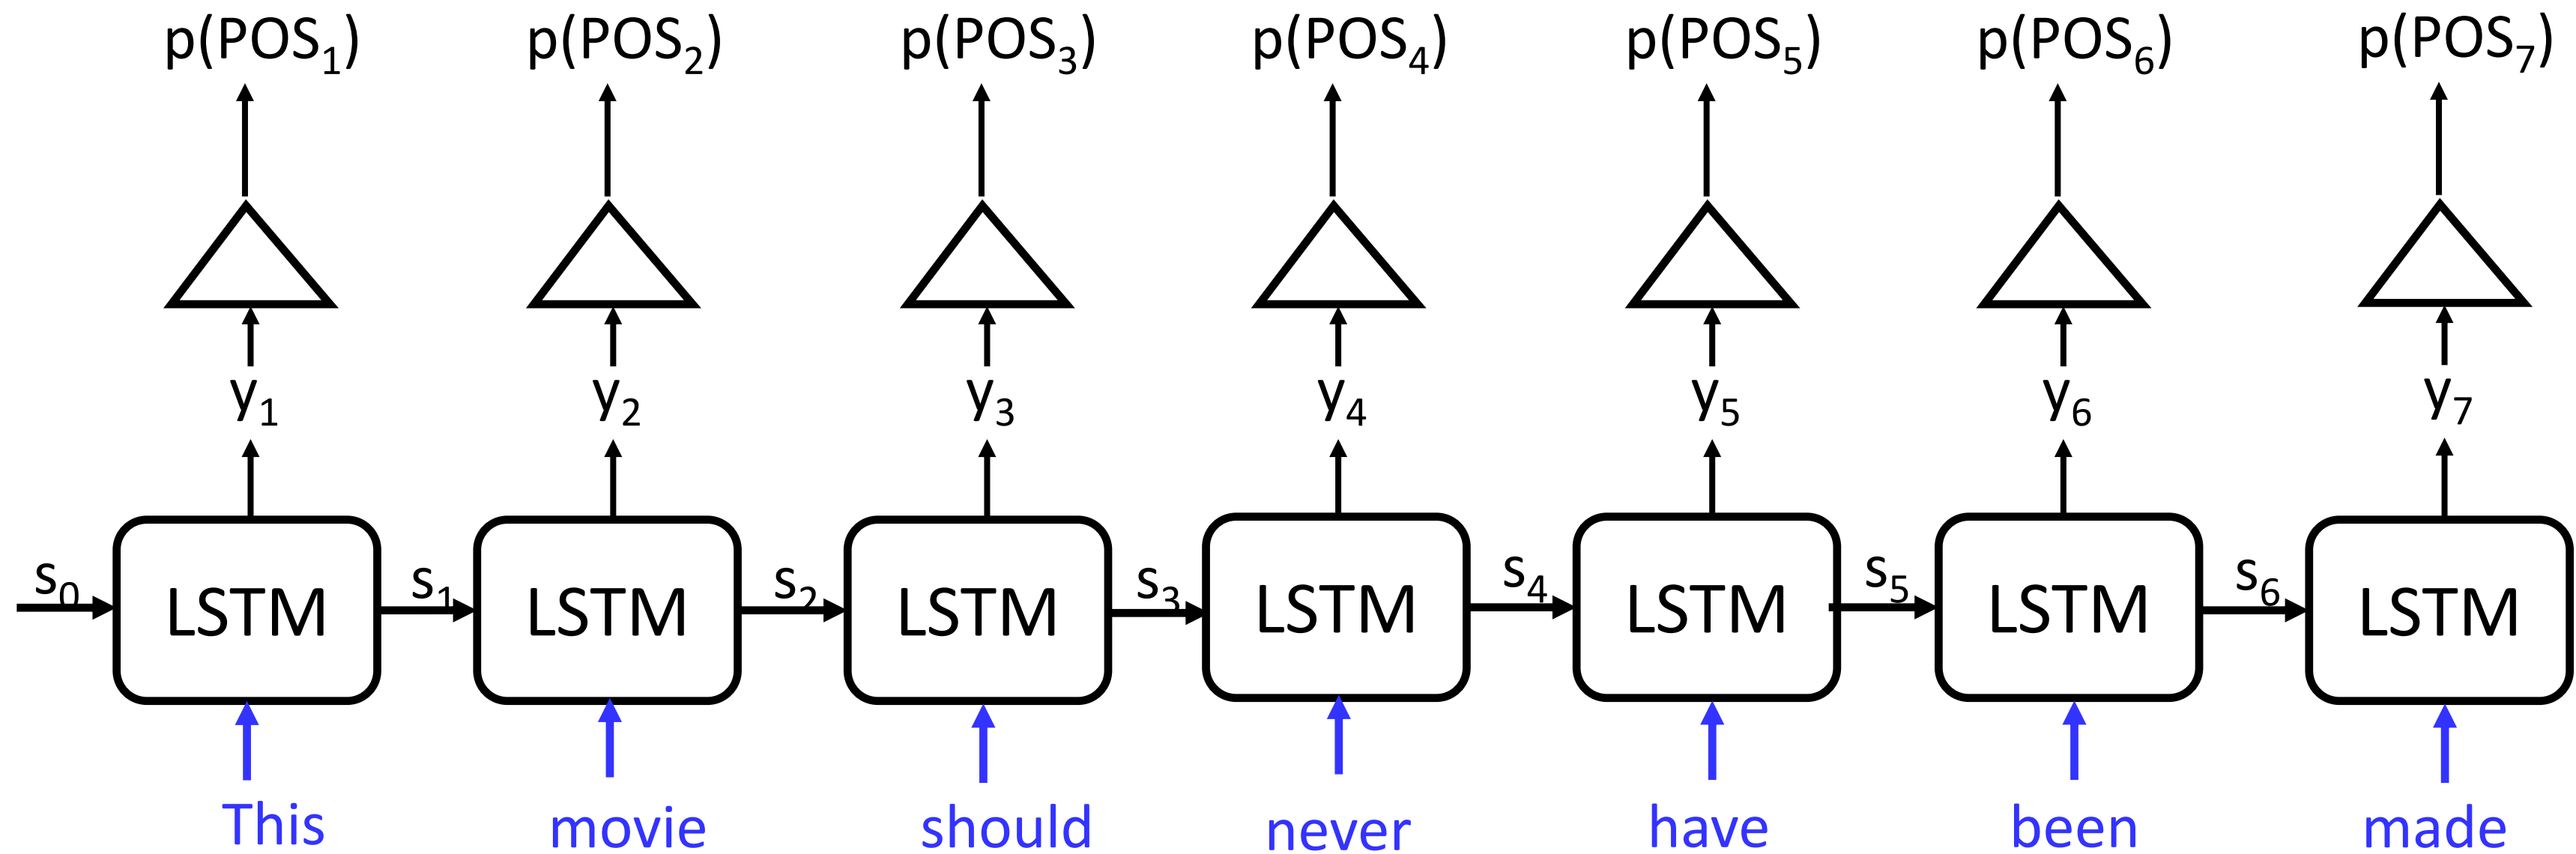 p(POS₁) p(POS₂) p(POS₃) p(POS₄) p(POS₅) p(POS₆) p(POS₇)
y₁ y₂ y₃ y₄ y₅ y₆ y₇
s₀ LSTM s₁ LSTM s₂ LSTM s₃ LSTM s₄ LSTM s₅ LSTM s₆ LSTM
This movie should never have been made